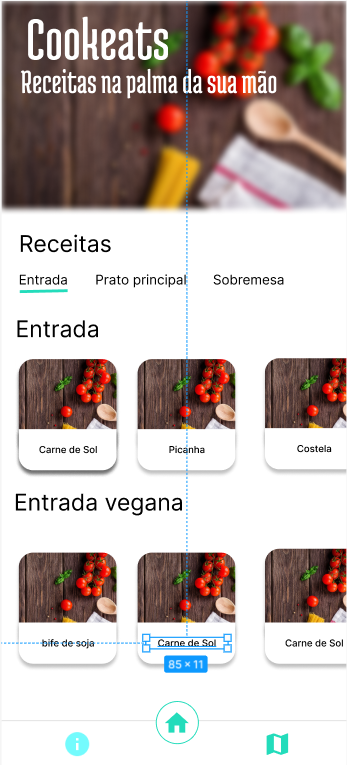 Cookeats
Receitas na palma da sua mão
Receitas
Entrada Prato principal Sobremesa
Entrada
Carne de Sol Picanha Costela
Entrada vegana
bife de soja Carne de Sol Carne de Sol
85 × 11